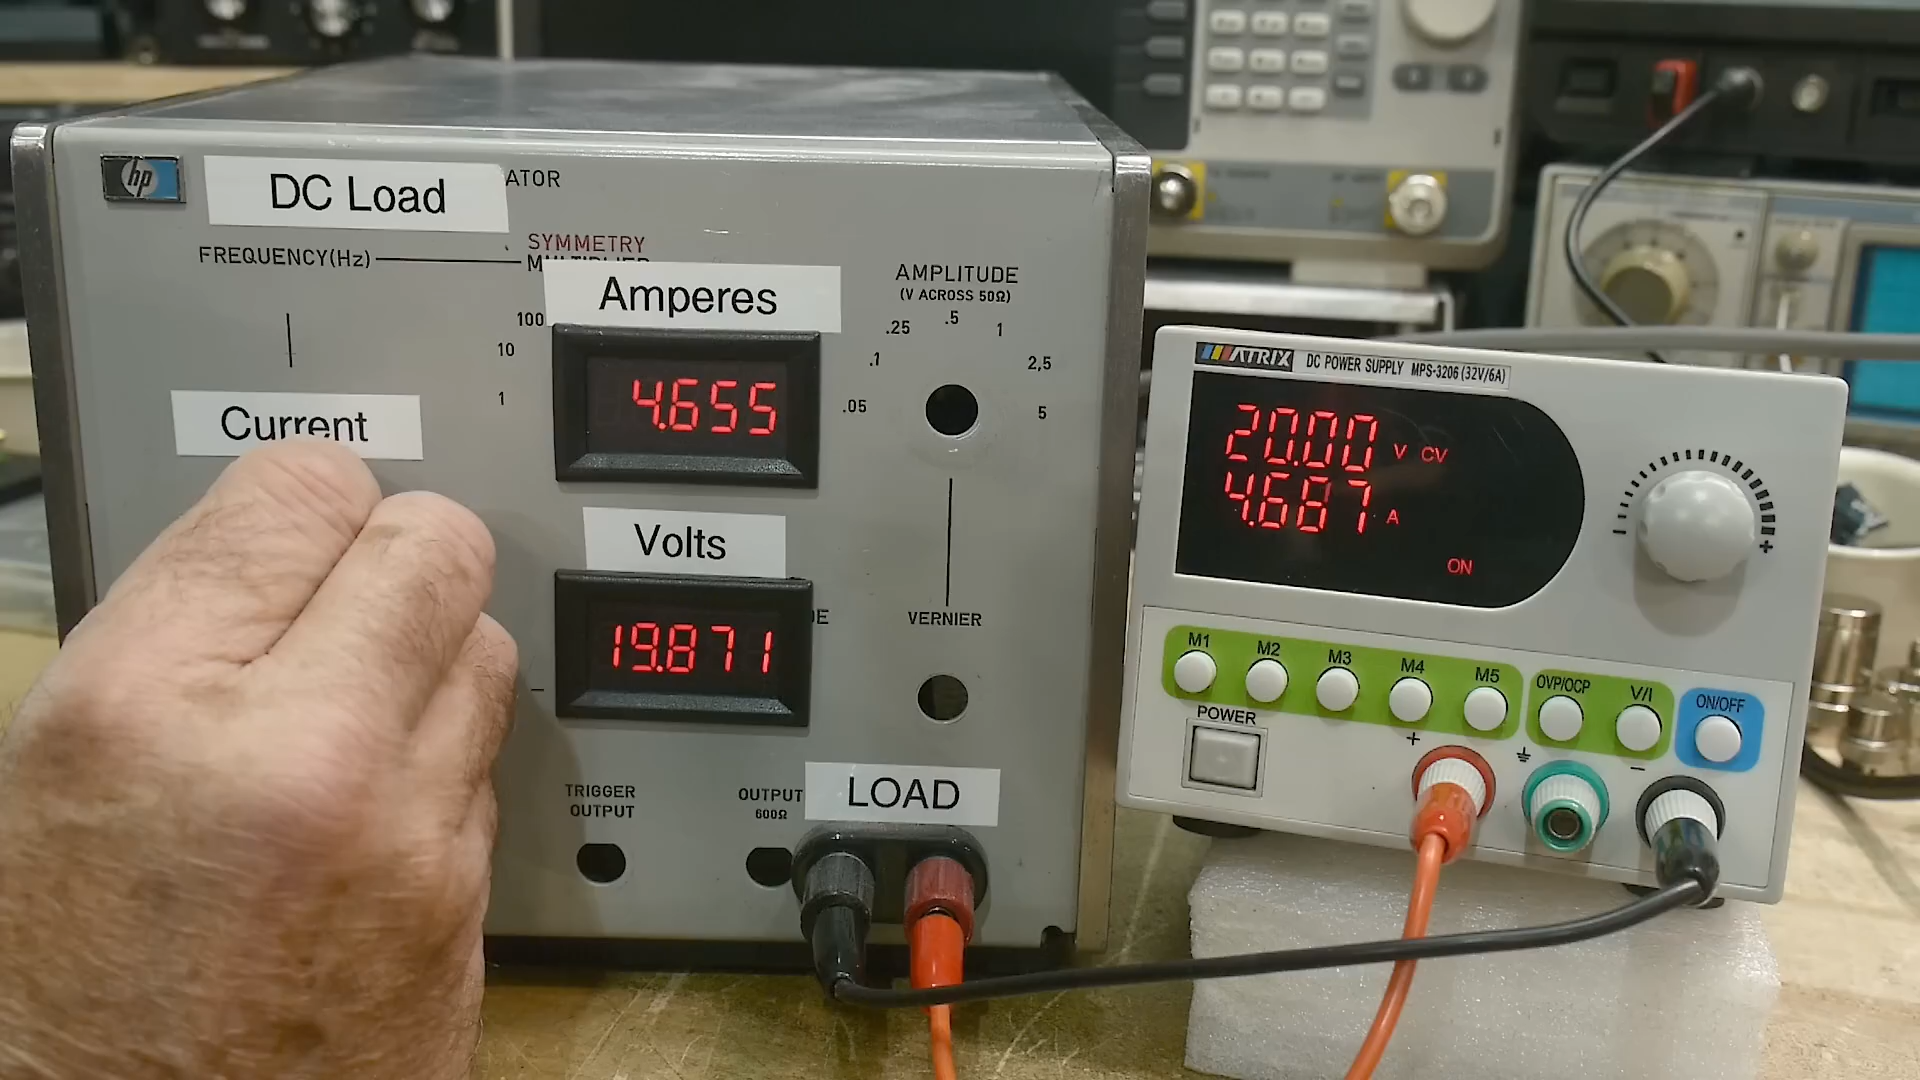 hp
DC Load
ATOR
FREQUENCY(Hz)
SYMMETRY
Amperes
100
10
1
4.655
AMPLITUDE
(V ACROSS 50Ω)
.05
.1
.25
.5
1
2,5
5
Current
Volts
19.871
VERNIER
TRIGGER
OUTPUT
OUTPUT
600Ω
LOAD
MATRIX
DC POWER SUPPLY MPS-3206 (32V/6A)
20.00 V CV
4.687 A
ON
- +
M1
M2
M3
M4
M5
OVP/OCP
V/I
ON/OFF
POWER
+
−